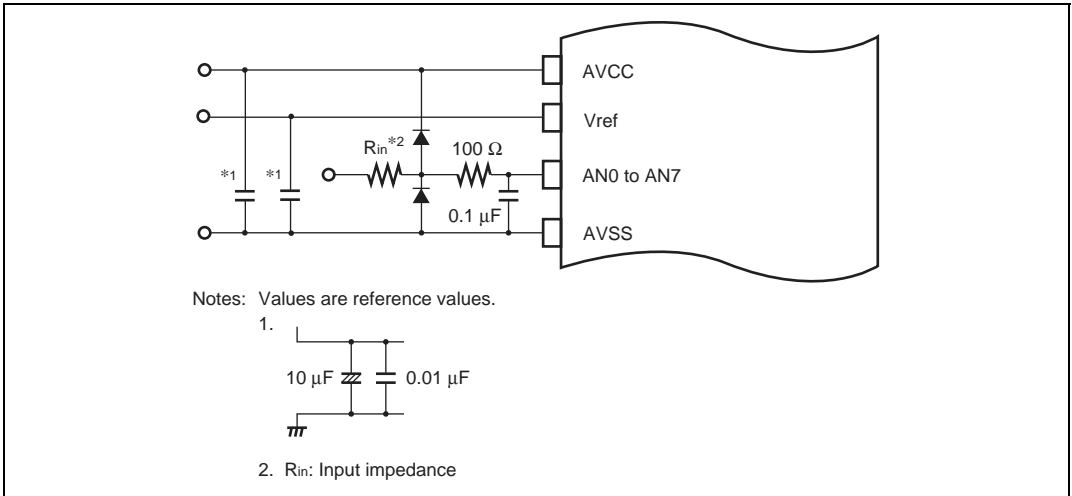 AVCC
Vref
Rin*2
100 Ω
*1
*1
AN0 to AN7
0.1 μF
AVSS
Notes: Values are reference values.
1.
10 μF
0.01 μF
2. Rin: Input impedance